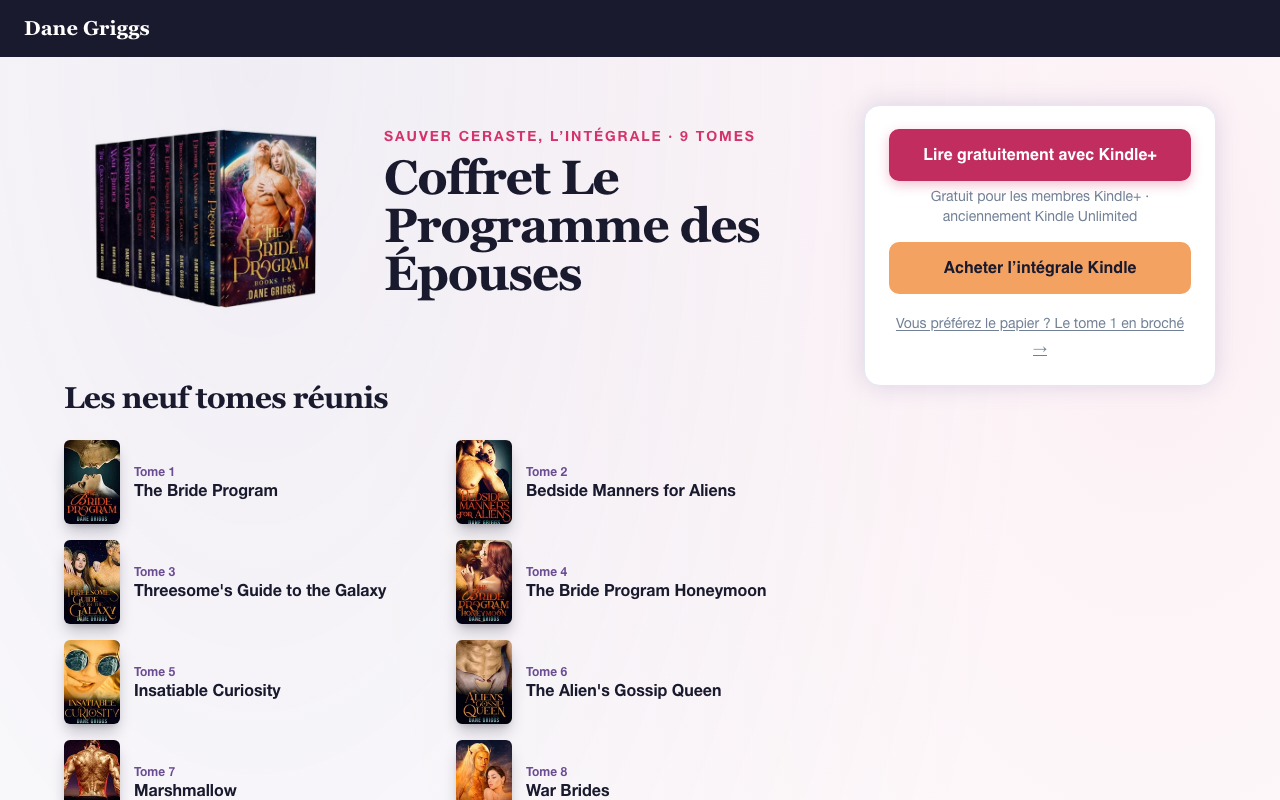 Dane Griggs
SAUVER CERASTE, L’INTÉGRALE · 9 TOMES
Coffret Le
Programme des
Épouses
THE
BRIDE
PROGRAM
BOOKS 1-9
DANE GRIGGS
Lire gratuitement avec Kindle+
Gratuit pour les membres Kindle+ ·
anciennement Kindle Unlimited
Acheter l’intégrale Kindle
Vous préférez le papier ? Le tome 1 en broché
→
Les neuf tomes réunis
Tome 1
The Bride Program
Tome 2
Bedside Manners for Aliens
Tome 3
Threesome's Guide to the Galaxy
Tome 4
The Bride Program Honeymoon
Tome 5
Insatiable Curiosity
Tome 6
The Alien's Gossip Queen
Tome 7
Marshmallow
Tome 8
War Brides